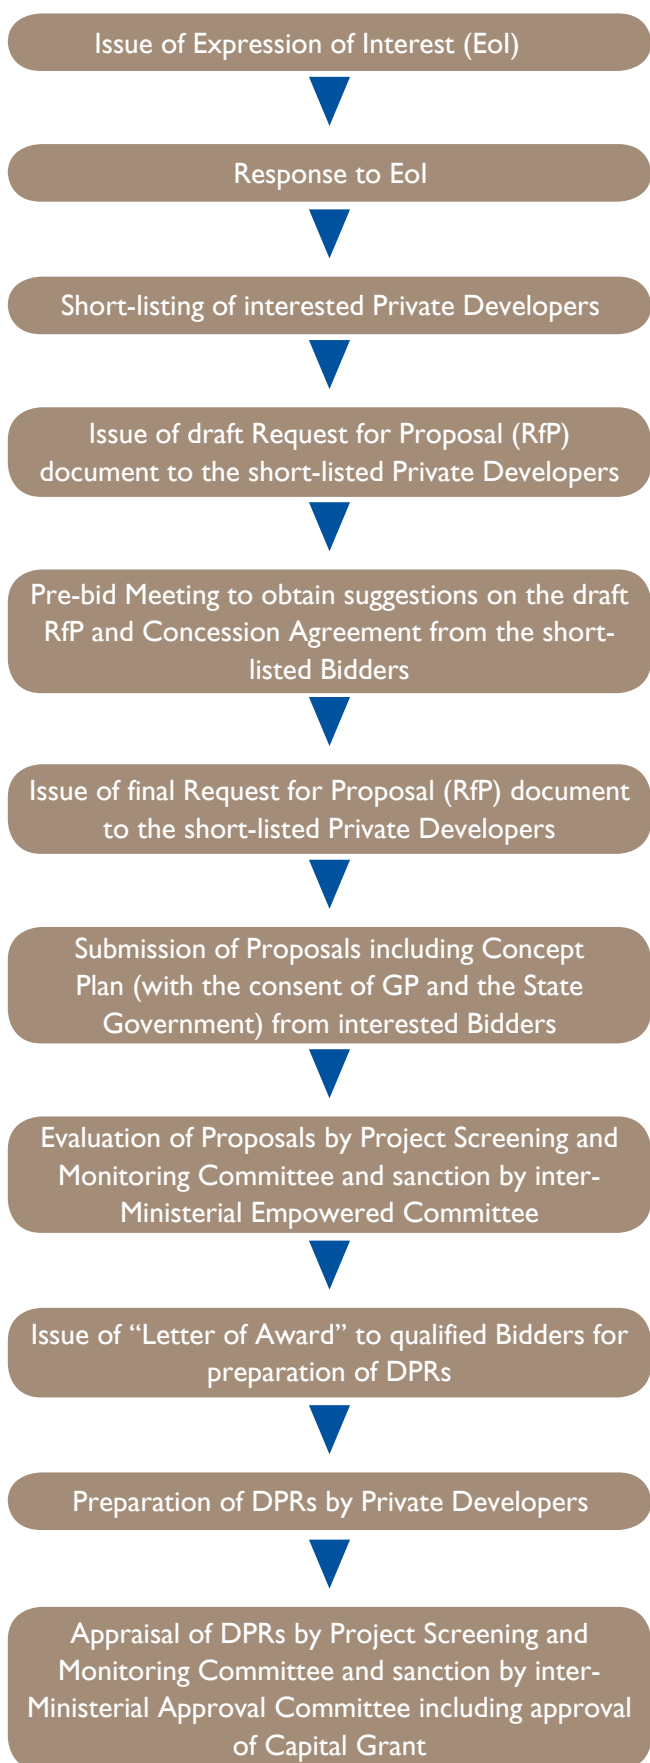 Issue of Expression of Interest (EoI)
Response to EoI
Short-listing of interested Private Developers
Issue of draft Request for Proposal (RfP)
document to the short-listed Private Developers
Pre-bid Meeting to obtain suggestions on the draft
RfP and Concession Agreement from the short-
listed Bidders
Issue of final Request for Proposal (RfP) document
to the short-listed Private Developers
Submission of Proposals including Concept
Plan (with the consent of GP and the State
Government) from interested Bidders
Evaluation of Proposals by Project Screening and
Monitoring Committee and sanction by inter-
Ministerial Empowered Committee
Issue of “Letter of Award” to qualified Bidders for
preparation of DPRs
Preparation of DPRs by Private Developers
Appraisal of DPRs by Project Screening and
Monitoring Committee and sanction by inter-
Ministerial Approval Committee including approval
of Capital Grant